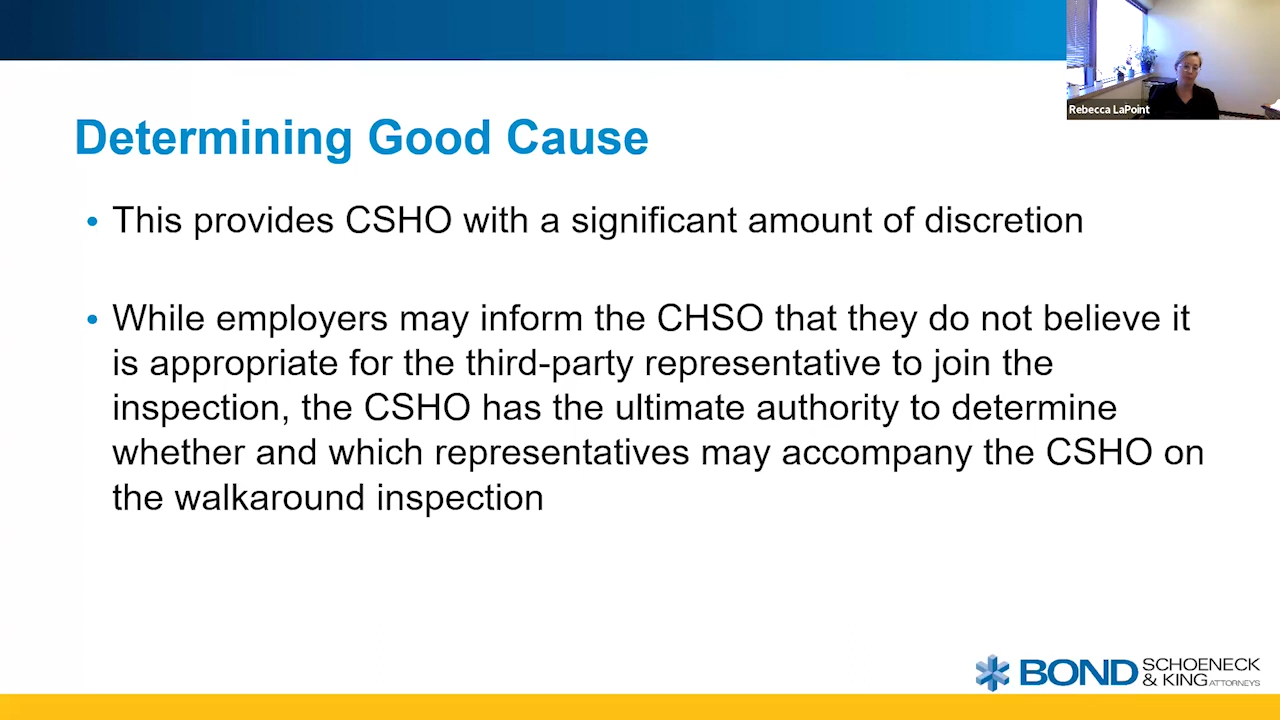 Rebecca LaPoint
Determining Good Cause
• This provides CSHO with a significant amount of discretion
• While employers may inform the CHSO that they do not believe it
is appropriate for the third-party representative to join the
inspection, the CSHO has the ultimate authority to determine
whether and which representatives may accompany the CSHO on
the walkaround inspection
BOND SCHOENECK
& KING ATTORNEYS